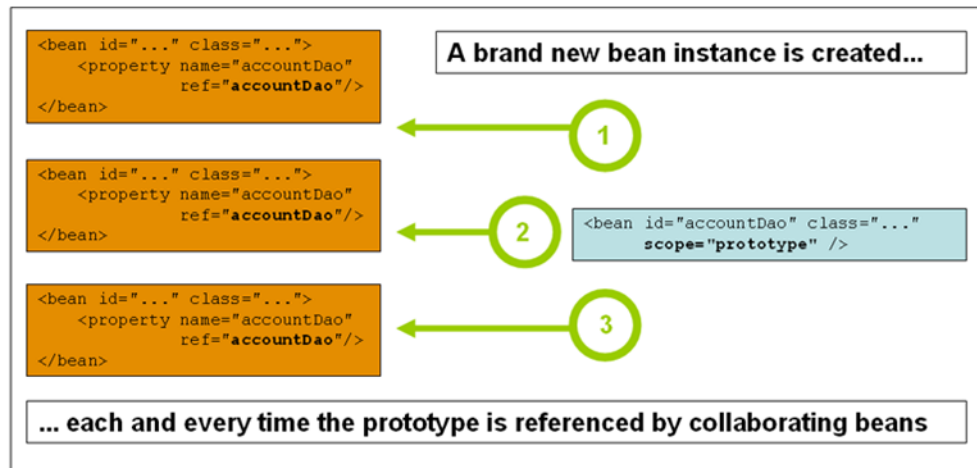 <bean id="..." class="...">
<property name="accountDao"
ref="accountDao"/>
</bean>
A brand new bean instance is created...
1
<bean id="..." class="...">
<property name="accountDao"
ref="accountDao"/>
</bean>
2
<bean id="accountDao" class="..."
scope="prototype" />
<bean id="..." class="...">
<property name="accountDao"
ref="accountDao"/>
</bean>
3
... each and every time the prototype is referenced by collaborating beans